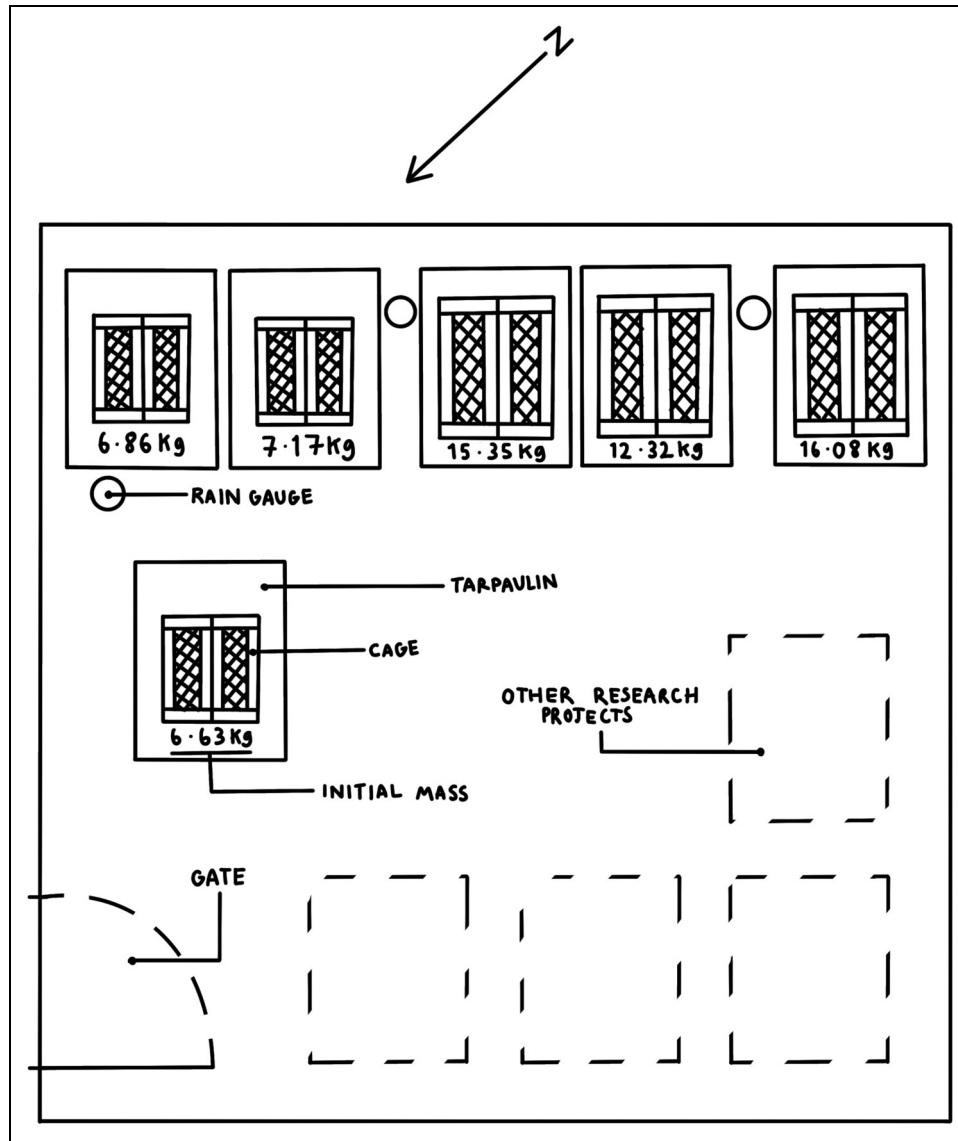 N
6.86 Kg
7.17 Kg
15.35 Kg
12.32 Kg
16.08 Kg
RAIN GAUGE
TARPAULIN
CAGE
OTHER RESEARCH
PROJECTS
6.63 Kg
INITIAL MASS
GATE